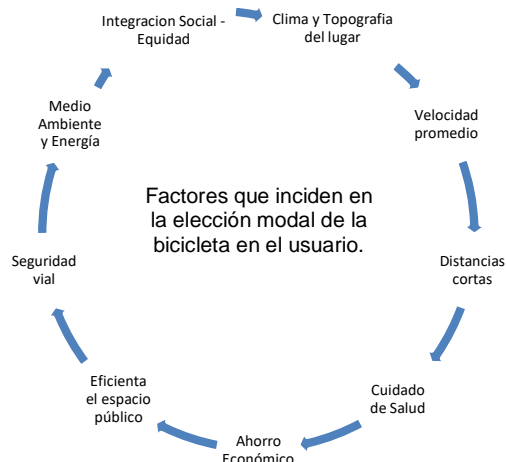 Integracion Social -
Equidad
Clima y Topografia
del lugar
Velocidad
promedio
Distancias
cortas
Cuidado
de Salud
Ahorro
Económico
Eficienta
el espacio
público
Seguridad
vial
Medio
Ambiente
y Energía
Factores que inciden en
la elección modal de la
bicicleta en el usuario.